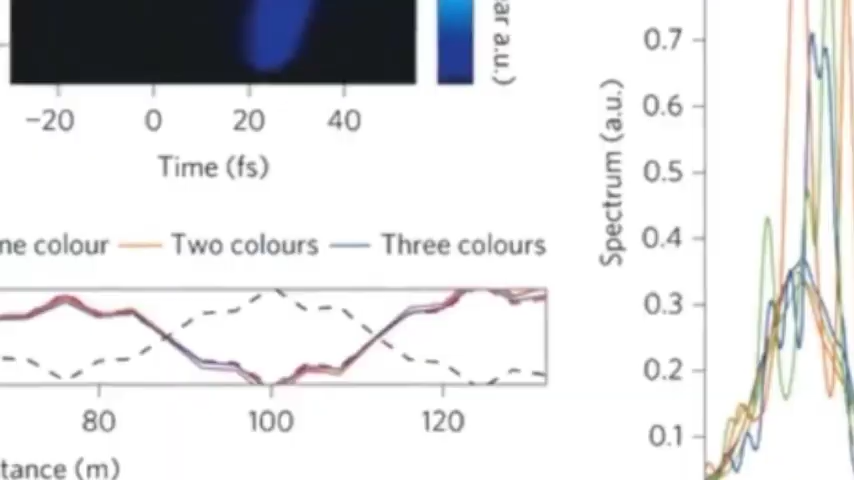 ar a.u.)
−20 0 20 40
Time (fs)
ne colour Two colours Three colours
80 100 120
tance (m)
0.7
0.6
0.5
0.4
0.3
0.2
0.1
Spectrum (a.u.)